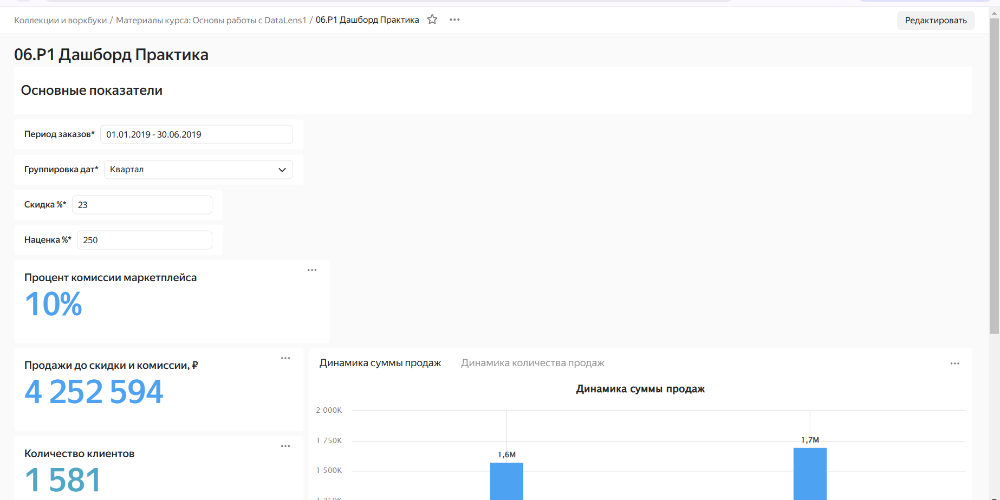 Коллекции и воркбуки / Материалы курса: Основы работы с DataLens1 / 06.P1 Дашборд Практика
Редактировать
06.P1 Дашборд Практика
Основные показатели
Период заказов* 01.01.2019 - 30.06.2019
Группировка дат* Квартал
Скидка %* 23
Наценка %* 250
Процент комиссии маркетплейса
10%
Продажи до скидки и комиссии, ₽
4 252 594
Количество клиентов
1 581
Динамика суммы продаж Динамика количества продаж
Динамика суммы продаж
2 000K
1 750K
1,7M
1,6M
1 500K